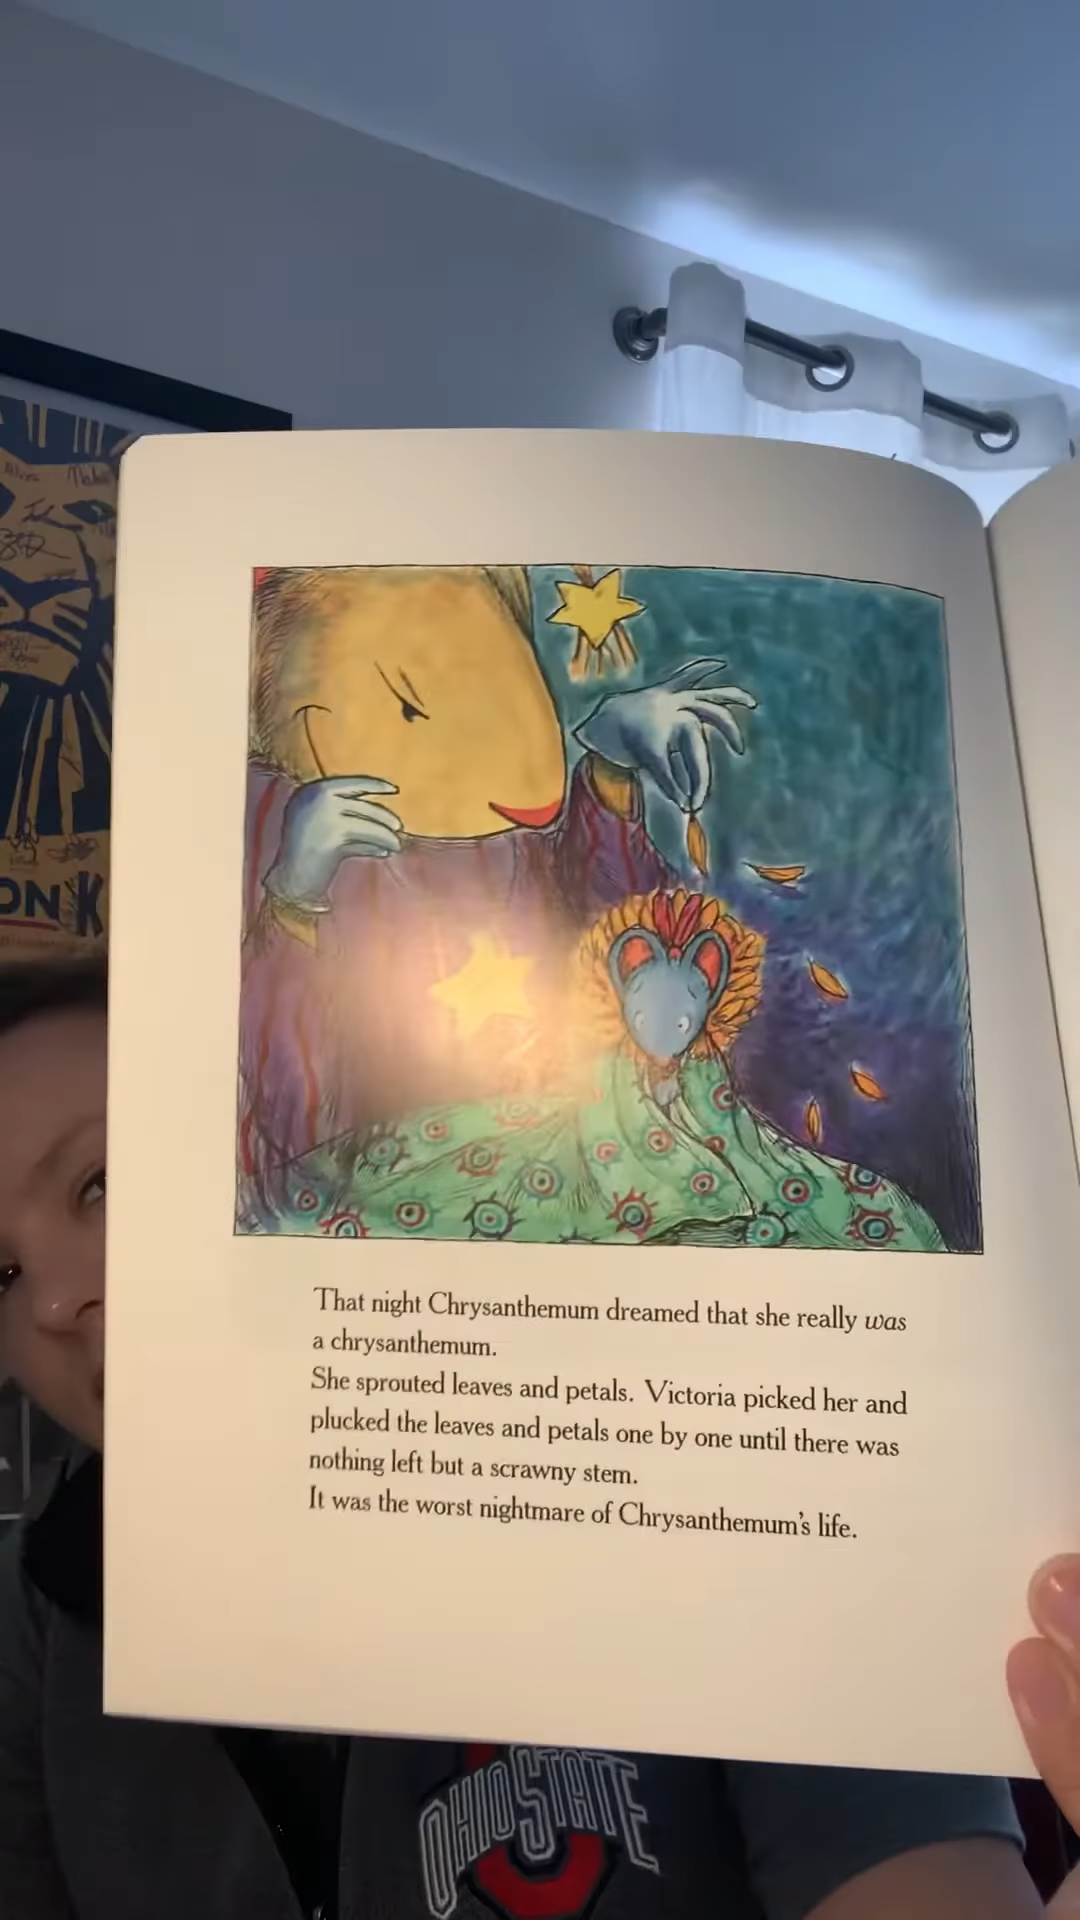 ON K
That night Chrysanthemum dreamed that she really was
a chrysanthemum.
She sprouted leaves and petals. Victoria picked her and
plucked the leaves and petals one by one until there was
nothing left but a scrawny stem.
It was the worst nightmare of Chrysanthemum's life.
OHIO STATE